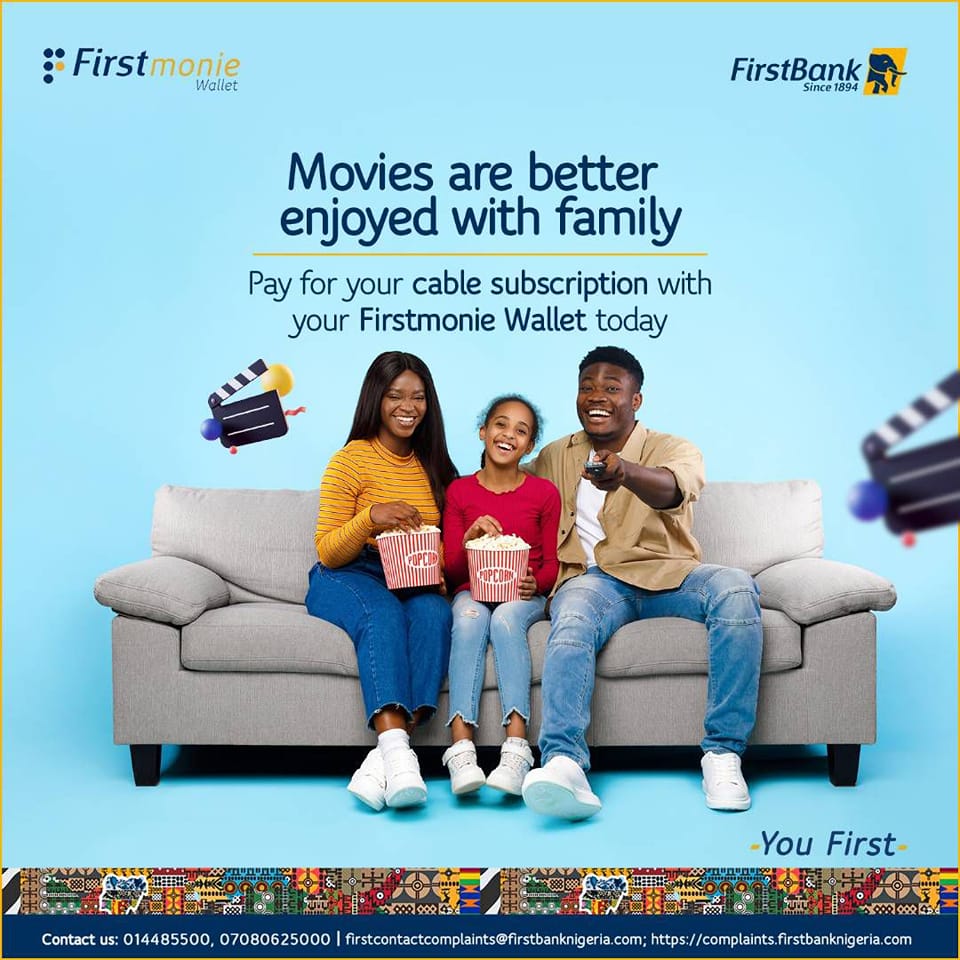 Firstmonie
Wallet
FirstBank
Since 1894
Movies are better
enjoyed with family
Pay for your cable subscription with
your Firstmonie Wallet today
POPCORN
POPCORN
-You First-
Contact us: 014485500, 07080625000 | firstcontactcomplaints@firstbanknigeria.com; https://complaints.firstbanknigeria.com